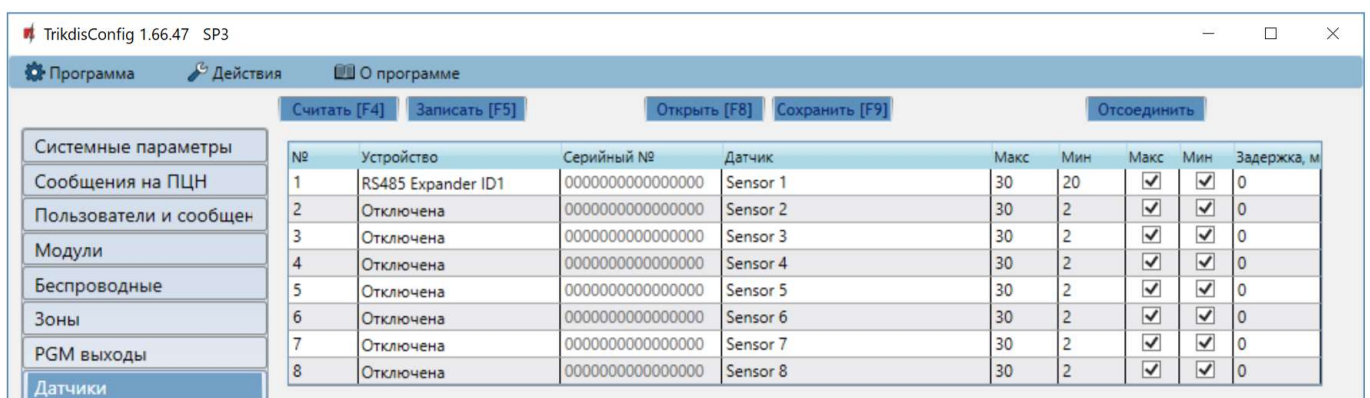 TrikdisConfig 1.66.47 SP3
Программа Действия О программе
Считать [F4] Записать [F5] Открыть [F8] Сохранить [F9] Отсоединить
Системные параметры
Сообщения на ПЦН
Пользователи и сообщен
Модули
Беспроводные
Зоны
PGM выходы
Датчики
№ Устройство Серийный № Датчик Макс Мин Макс Мин Задержка, м
1 RS485 Expander ID1 0000000000000000 Sensor 1 30 20 0
2 Отключена 0000000000000000 Sensor 2 30 2 0
3 Отключена 0000000000000000 Sensor 3 30 2 0
4 Отключена 0000000000000000 Sensor 4 30 2 0
5 Отключена 0000000000000000 Sensor 5 30 2 0
6 Отключена 0000000000000000 Sensor 6 30 2 0
7 Отключена 0000000000000000 Sensor 7 30 2 0
8 Отключена 0000000000000000 Sensor 8 30 2 0